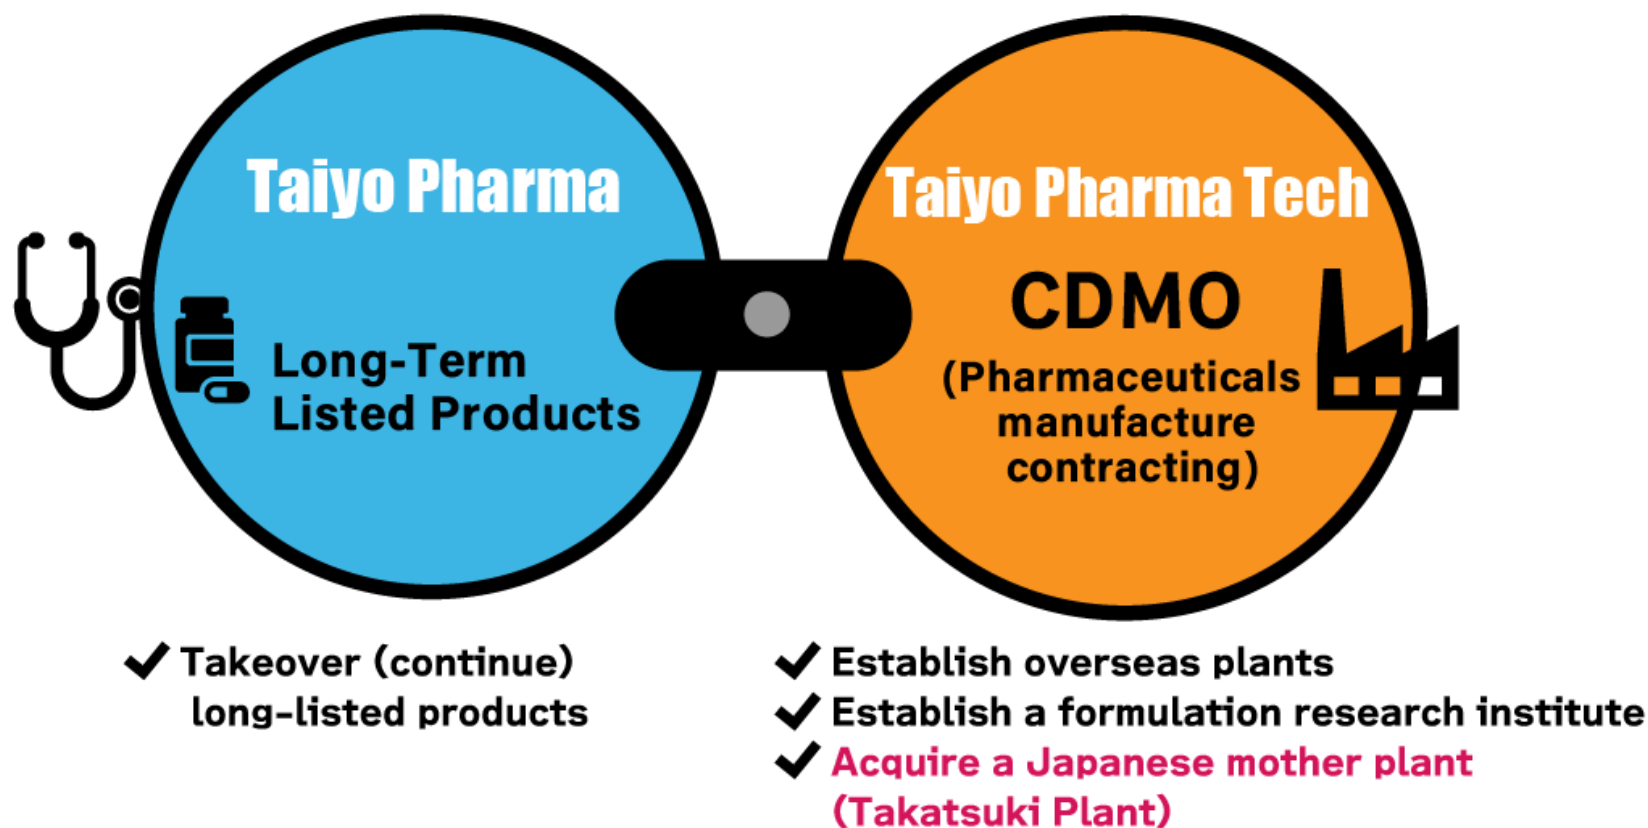 Taiyo Pharma
Long-Term
Listed Products
Takeover (continue)
long-listed products
Taiyo Pharma Tech
CDMO
(Pharmaceuticals
manufacture
contracting)
Establish overseas plants
Establish a formulation research institute
Acquire a Japanese mother plant
(Takatsuki Plant)